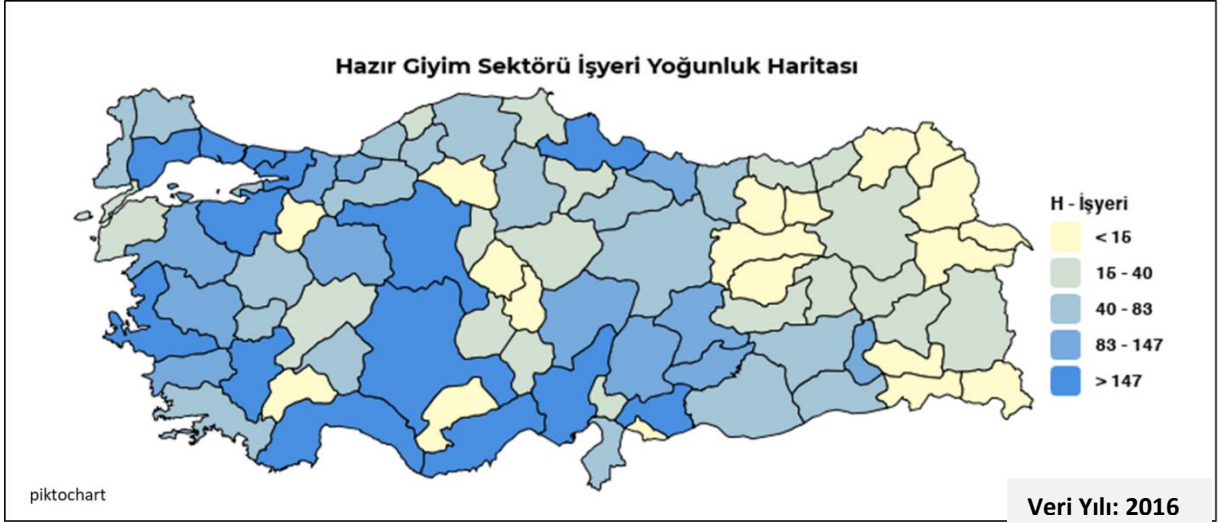 Hazır Giyim Sektörü İşyeri Yoğunluk Haritası
H - İşyeri
< 15
15 - 40
40 - 83
83 - 147
> 147
piktochart
Veri Yılı: 2016